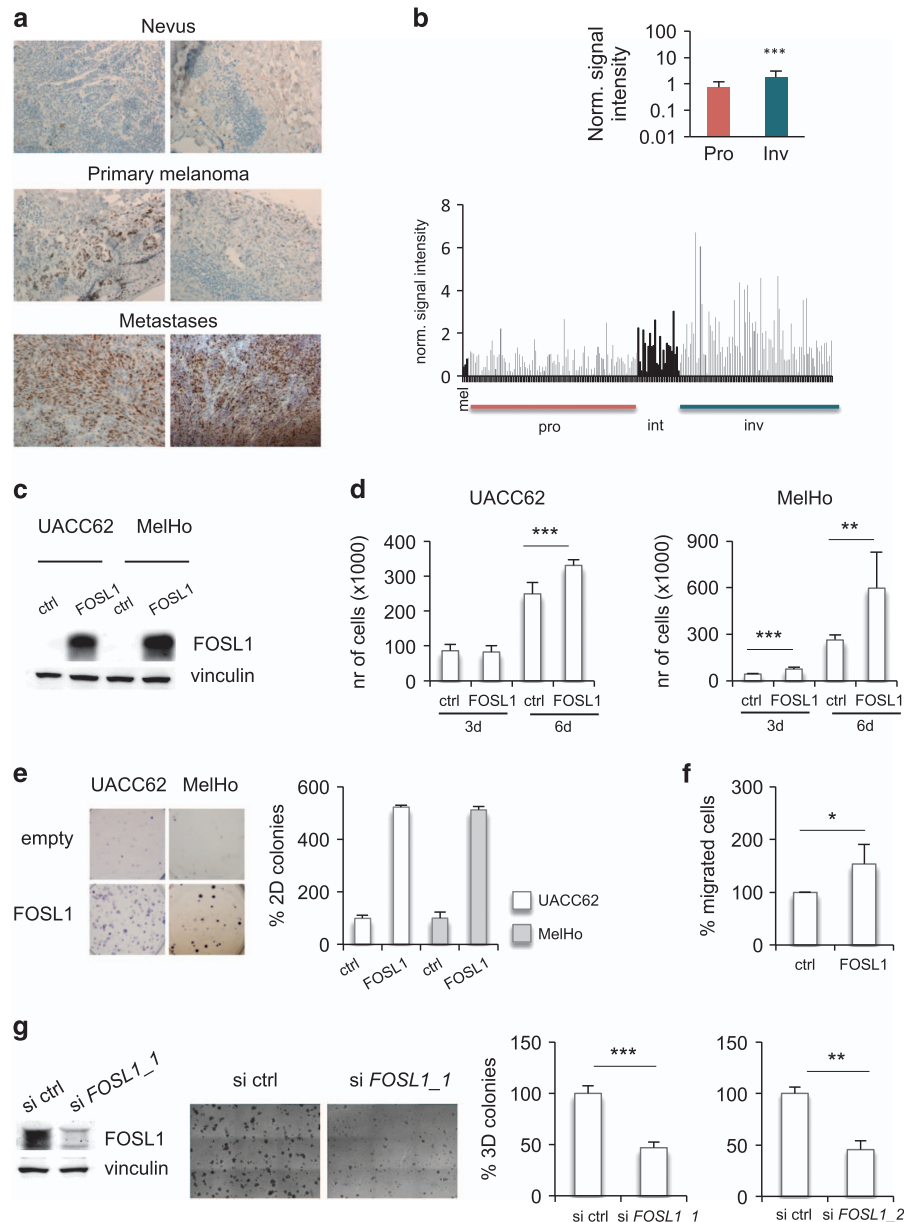 a
Nevus
Primary melanoma
Metastases
b
Norm. signal
intensity
100
10
1
0.1
0.01
***
Pro
Inv
norm. signal intensity
8
6
4
2
0
mel
pro
int
inv
c
UACC62
MelHo
ctrl
FOSL1
ctrl
FOSL1
FOSL1
vinculin
d
UACC62
nr of cells (x1000)
400
300
200
100
0
***
ctrl FOSL1 ctrl FOSL1
3d
6d
MelHo
nr of cells (x1000)
900
600
300
0
***
**
ctrl FOSL1 ctrl FOSL1
3d
6d
e
UACC62 MelHo
empty
FOSL1
% 2D colonies
600
400
200
0
ctrl
FOSL1
ctrl
FOSL1
UACC62
MelHo
f
% migrated cells
300
200
100
0
*
ctrl
FOSL1
g
si ctrl
si FOSL1_1
FOSL1
vinculin
si ctrl
si FOSL1_1
% 3D colonies
150
100
50
0
***
si ctrl si FOSL1_1
150
100
50
0
**
si ctrl si FOSL1_2